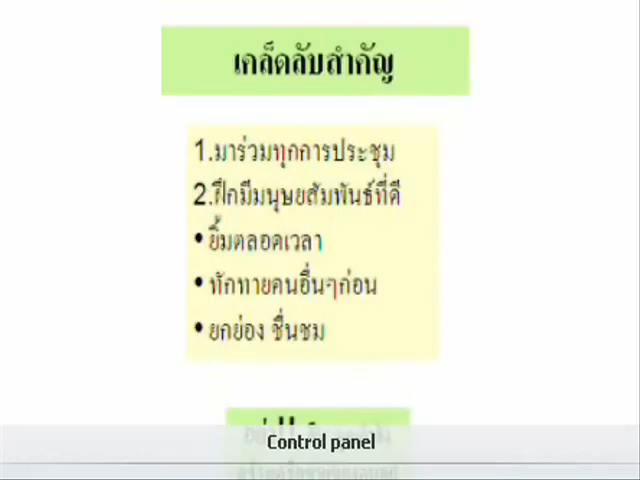 เคล็ดลับสำคัญ
1.มาร่วมทุกการประชุม
2.ฝึกมีมนุษยสัมพันธ์ที่ดี
• ยิ้มตลอดเวลา
• ทักทายคนอื่นๆก่อน
• ยกย่อง ชื่นชม
Control panel